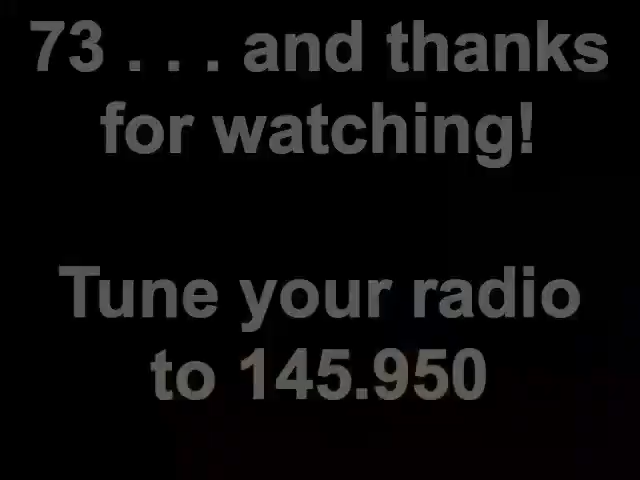 73 . . . and thanks
for watching!
Tune your radio
to 145.950